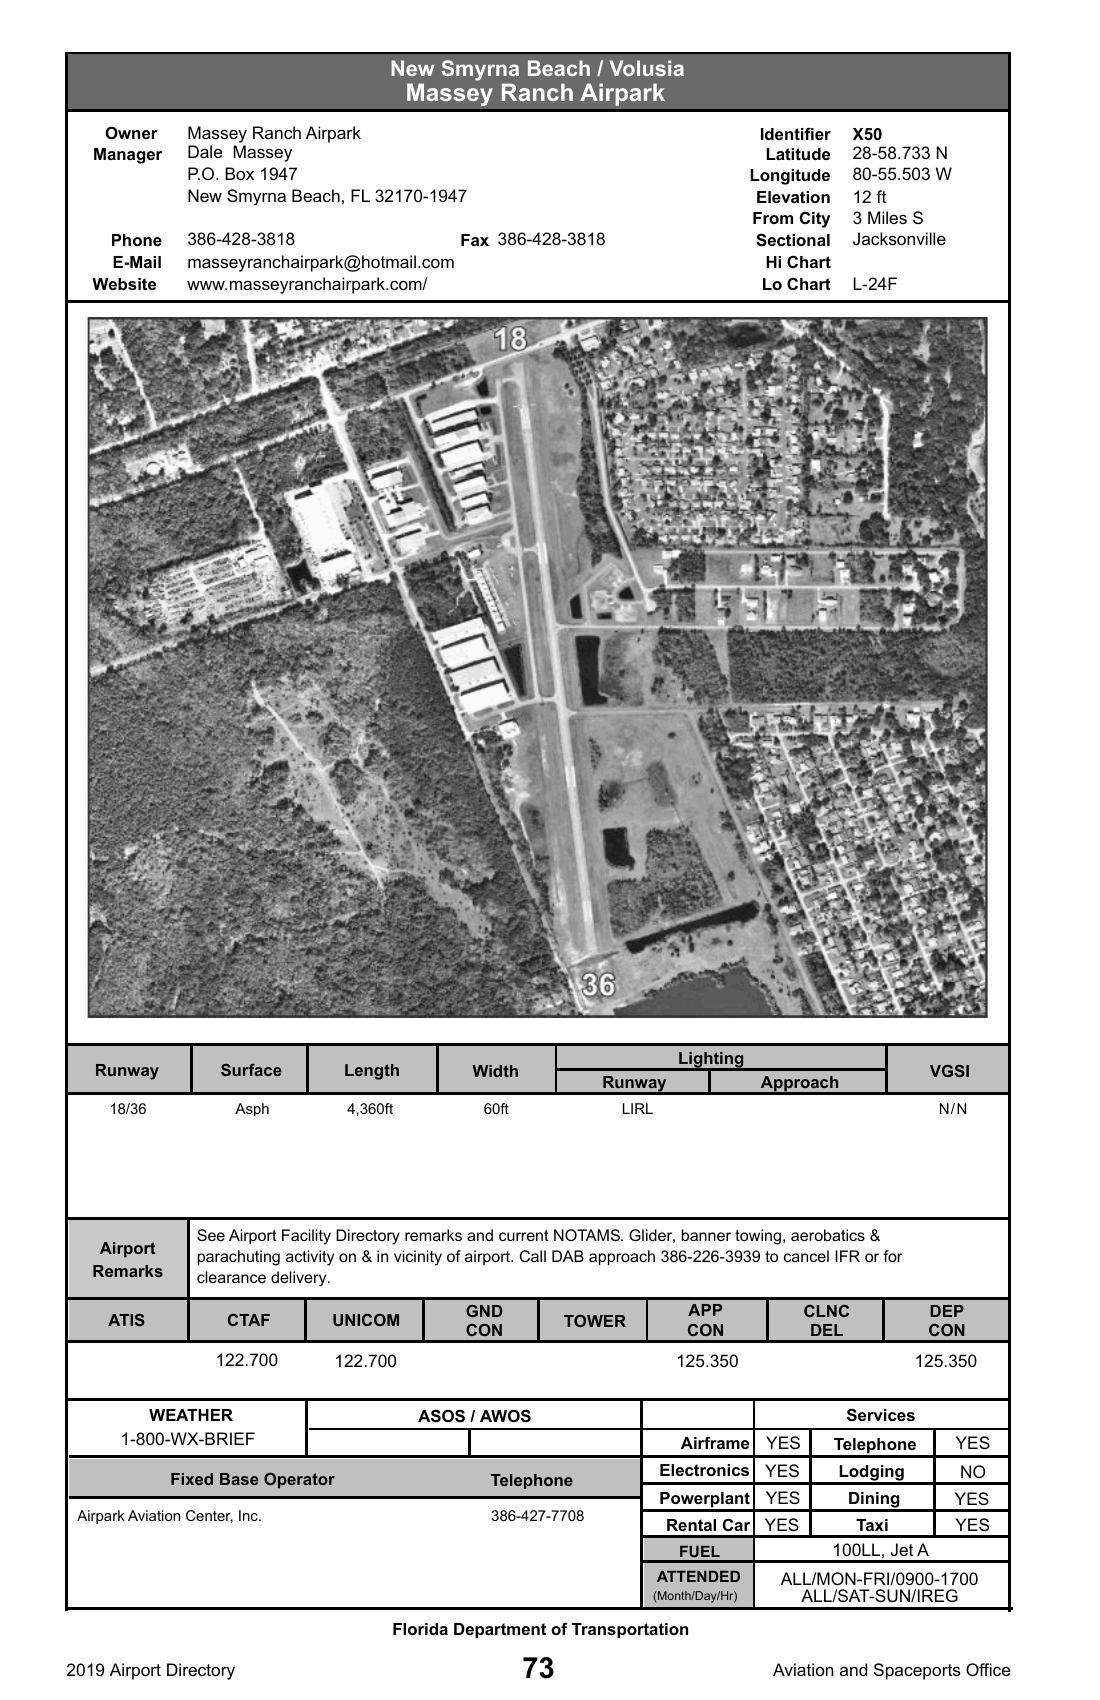 New Smyrna Beach / Volusia
Massey Ranch Airpark
Owner Massey Ranch Airpark
Manager Dale Massey
P.O. Box 1947
New Smyrna Beach, FL 32170-1947
Phone 386-428-3818 Fax 386-428-3818
E-Mail masseyranchairpark@hotmail.com
Website www.masseyranchairpark.com/
Identifier X50
Latitude 28-58.733 N
Longitude 80-55.503 W
Elevation 12 ft
From City 3 Miles S
Sectional Jacksonville
Hi Chart
Lo Chart L-24F
18
36
Runway Surface Length Width Lighting VGSI
Runway Approach
18/36 Asph 4,360ft 60ft LIRL N/N
Airport Remarks
See Airport Facility Directory remarks and current NOTAMS. Glider, banner towing, aerobatics &
parachuting activity on & in vicinity of airport. Call DAB approach 386-226-3939 to cancel IFR or for
clearance delivery.
ATIS CTAF UNICOM GND CON TOWER APP CON CLNC DEL DEP CON
122.700 122.700 125.350 125.350
WEATHER ASOS / AWOS Services
1-800-WX-BRIEF
Airframe YES Telephone YES
Electronics YES Lodging NO
Powerplant YES Dining YES
Rental Car YES Taxi YES
FUEL 100LL, Jet A
ATTENDED (Month/Day/Hr) ALL/MON-FRI/0900-1700
ALL/SAT-SUN/IREG
Fixed Base Operator Telephone
Airpark Aviation Center, Inc. 386-427-7708
Florida Department of Transportation
2019 Airport Directory 73 Aviation and Spaceports Office